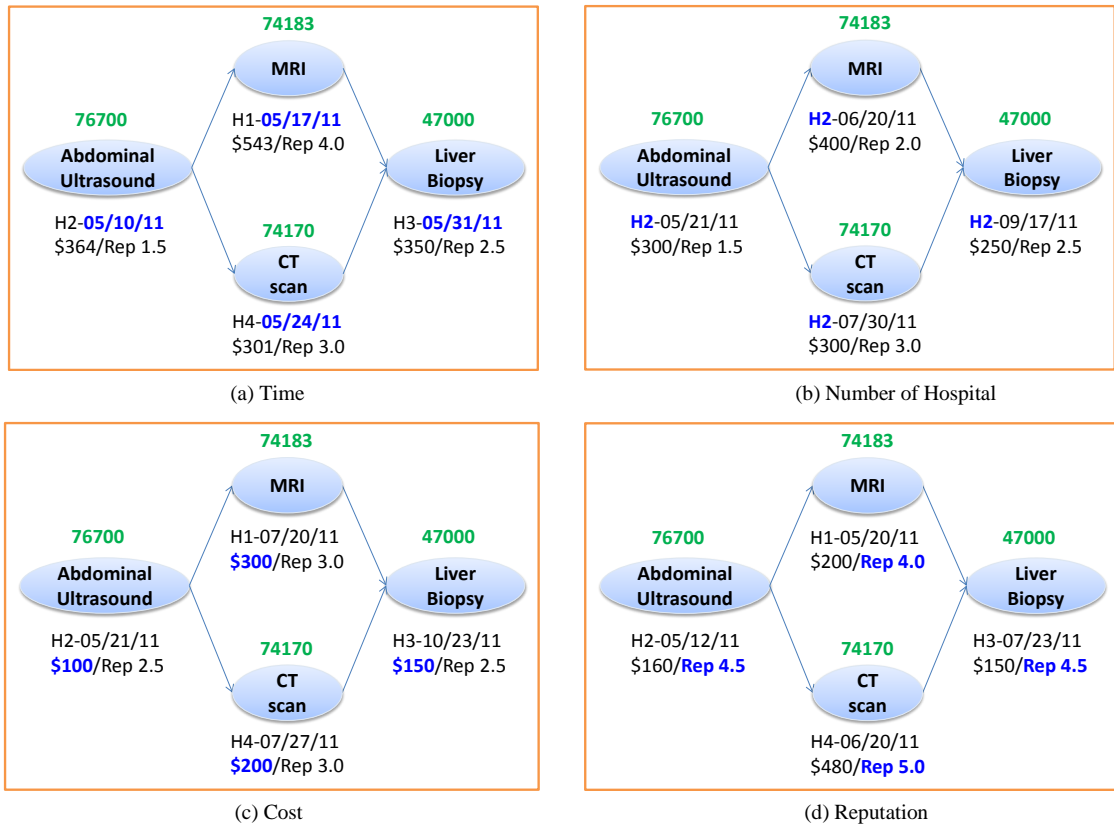 74183
MRI
H1-05/17/11
$543/Rep 4.0
76700
Abdominal
Ultrasound
H2-05/10/11
$364/Rep 1.5
47000
Liver
Biopsy
H3-05/31/11
$350/Rep 2.5
74170
CT
scan
H4-05/24/11
$301/Rep 3.0
(a) Time
74183
MRI
H2-06/20/11
$400/Rep 2.0
76700
Abdominal
Ultrasound
H2-05/21/11
$300/Rep 1.5
47000
Liver
Biopsy
H2-09/17/11
$250/Rep 2.5
74170
CT
scan
H2-07/30/11
$300/Rep 3.0
(b) Number of Hospital
74183
MRI
H1-07/20/11
$300/Rep 3.0
76700
Abdominal
Ultrasound
H2-05/21/11
$100/Rep 2.5
47000
Liver
Biopsy
H3-10/23/11
$150/Rep 2.5
74170
CT
scan
H4-07/27/11
$200/Rep 3.0
(c) Cost
74183
MRI
H1-05/20/11
$200/Rep 4.0
76700
Abdominal
Ultrasound
H2-05/12/11
$160/Rep 4.5
47000
Liver
Biopsy
H3-07/23/11
$150/Rep 4.5
74170
CT
scan
H4-06/20/11
$480/Rep 5.0
(d) Reputation